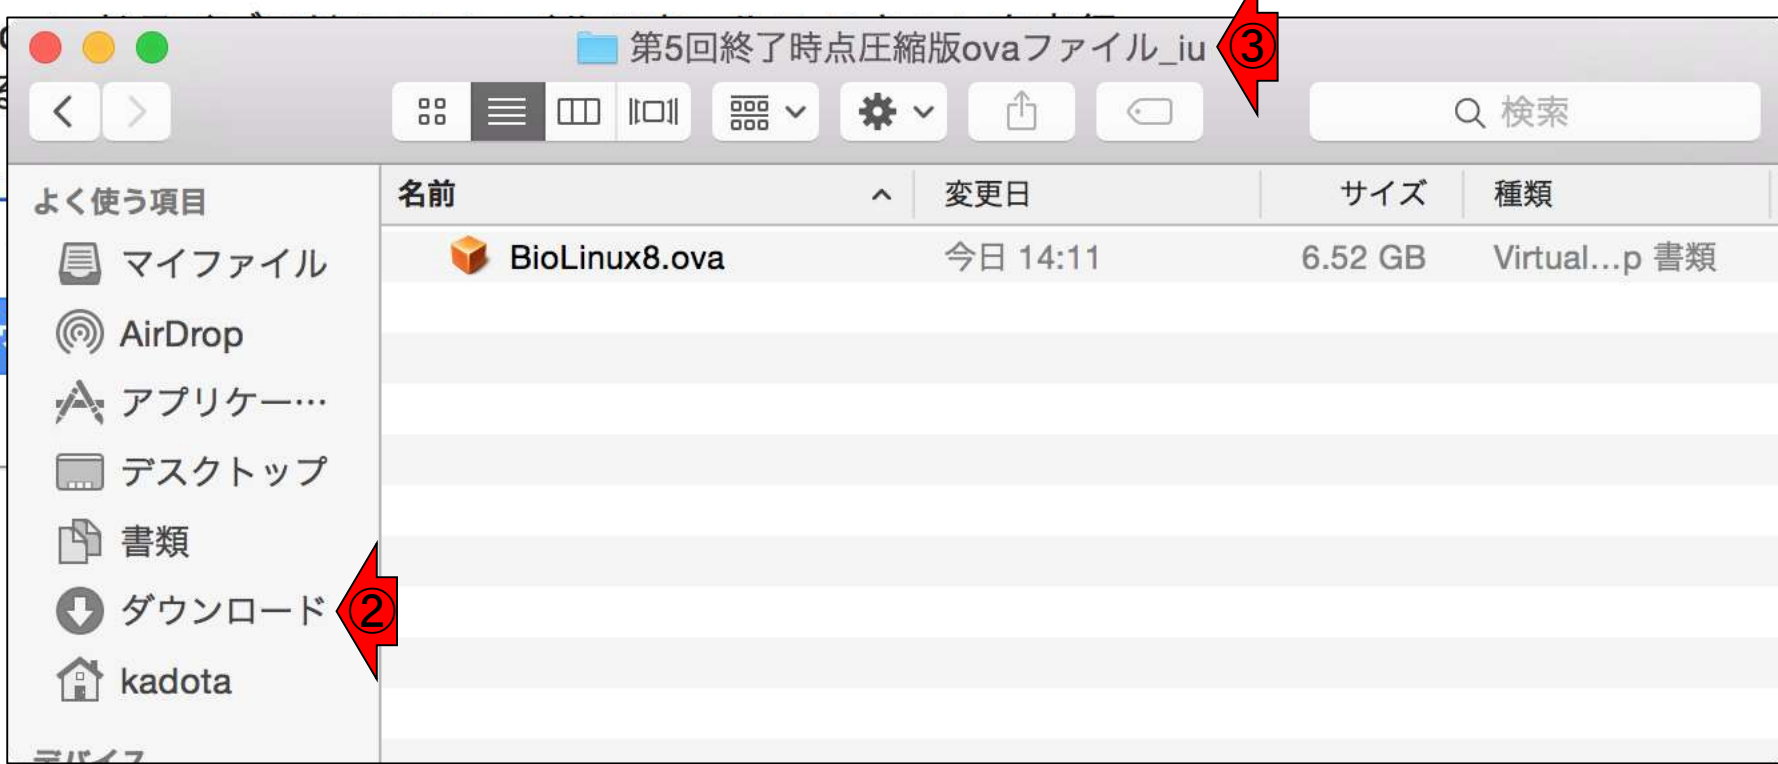 第5回終了時点圧縮版ovaファイル_iu
③
検索
よく使う項目
名前
変更日
サイズ
種類
BioLinux8.ova
今日 14:11
6.52 GB
Virtual...p 書類
マイファイル
AirDrop
アプリケー…
デスクトップ
書類
ダウンロード
②
kadota
デバイス